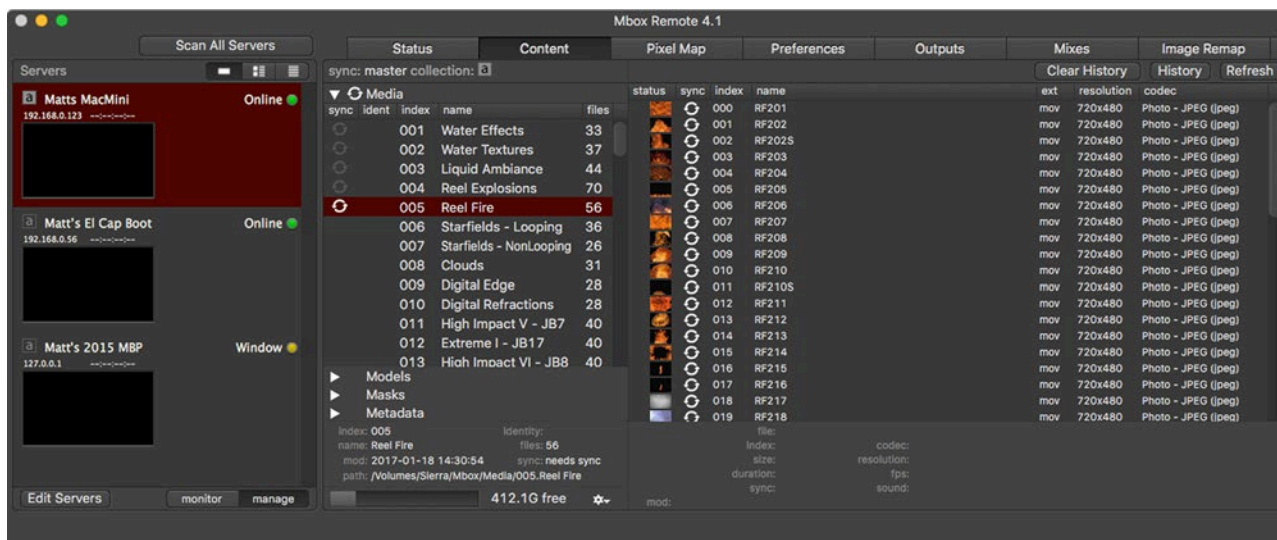 Mbox Remote 4.1
Scan All Servers
Status Content Pixel Map Preferences Outputs Mixes Image Remap
Servers
sync: master collection: a
Clear History History Refresh
a Matts MacMini Online
192.168.0.123 --:--:--:--
a Matt's El Cap Boot Online
192.168.0.56 --:--:--:--
a Matt's 2015 MBP Window
127.0.0.1 --:--:--:--
Edit Servers monitor manage
Media
sync ident index name files
001 Water Effects 33
002 Water Textures 37
003 Liquid Ambiance 44
004 Reel Explosions 70
005 Reel Fire 56
006 Starfields - Looping 36
007 Starfields - NonLooping 26
008 Clouds 31
009 Digital Edge 28
010 Digital Refractions 28
011 High Impact V - JB7 40
012 Extreme I - JB17 40
013 High Impact VI - JB8 40
Models
Masks
Metadata
index: 005 identity:
name: Reel Fire files: 56
mod: 2017-01-18 14:30:54 sync: needs sync
path: /Volumes/Sierra/Mbox/Media/005.Reel Fire
412.1G free
status sync index name ext resolution codec
000 RF201 mov 720x480 Photo - JPEG (jpeg)
001 RF202 mov 720x480 Photo - JPEG (jpeg)
002 RF202S mov 720x480 Photo - JPEG (jpeg)
003 RF203 mov 720x480 Photo - JPEG (jpeg)
004 RF204 mov 720x480 Photo - JPEG (jpeg)
005 RF205 mov 720x480 Photo - JPEG (jpeg)
006 RF206 mov 720x480 Photo - JPEG (jpeg)
007 RF207 mov 720x480 Photo - JPEG (jpeg)
008 RF208 mov 720x480 Photo - JPEG (jpeg)
009 RF209 mov 720x480 Photo - JPEG (jpeg)
010 RF210 mov 720x480 Photo - JPEG (jpeg)
011 RF210S mov 720x480 Photo - JPEG (jpeg)
012 RF211 mov 720x480 Photo - JPEG (jpeg)
013 RF212 mov 720x480 Photo - JPEG (jpeg)
014 RF213 mov 720x480 Photo - JPEG (jpeg)
015 RF214 mov 720x480 Photo - JPEG (jpeg)
016 RF215 mov 720x480 Photo - JPEG (jpeg)
017 RF216 mov 720x480 Photo - JPEG (jpeg)
018 RF217 mov 720x480 Photo - JPEG (jpeg)
019 RF218 mov 720x480 Photo - JPEG (jpeg)
file:
index: codec:
size: resolution:
duration: fps:
sync: sound:
mod: